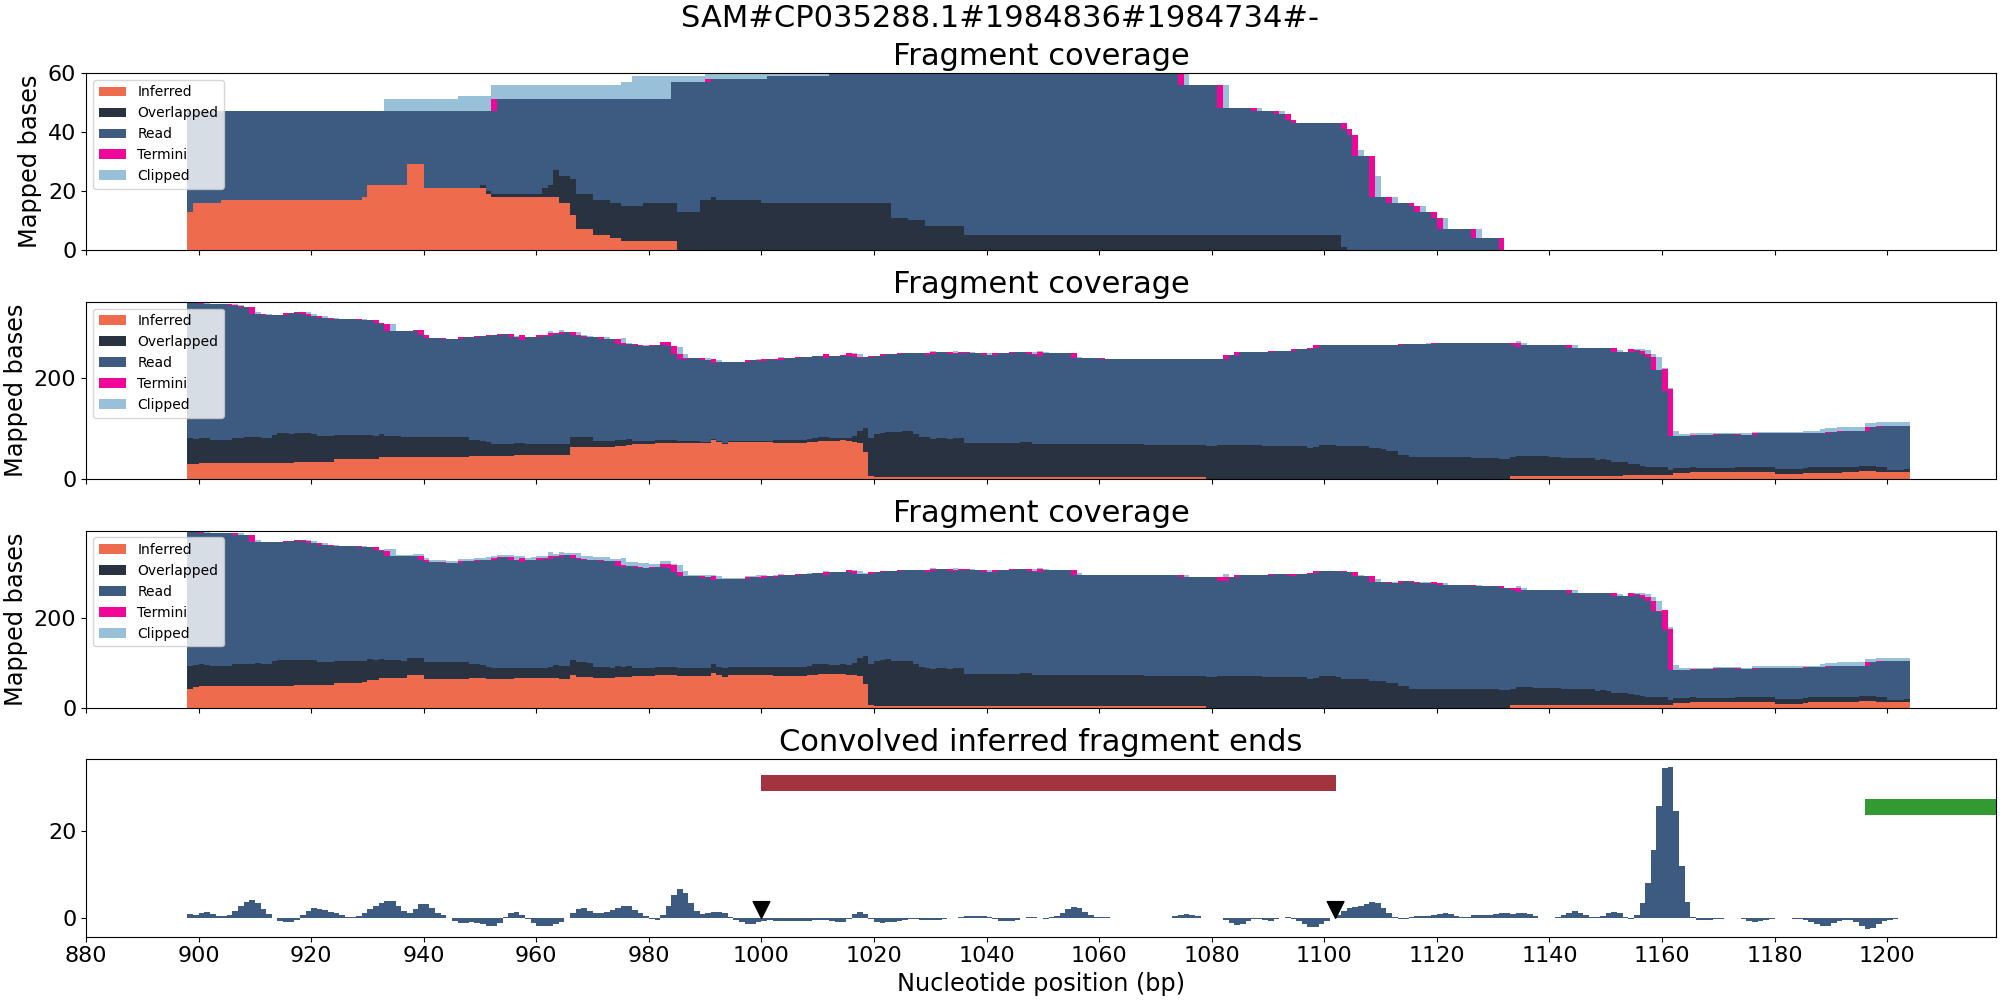 SAM#CP035288.1#1984836#1984734#-
Fragment coverage
Mapped bases
60
40
20
0
Inferred
Overlapped
Read
Termini
Clipped
Fragment coverage
Mapped bases
200
0
Inferred
Overlapped
Read
Termini
Clipped
Fragment coverage
Mapped bases
200
0
Inferred
Overlapped
Read
Termini
Clipped
Convolved inferred fragment ends
20
0
880 900 920 940 960 980 1000 1020 1040 1060 1080 1100 1120 1140 1160 1180 1200
Nucleotide position (bp)